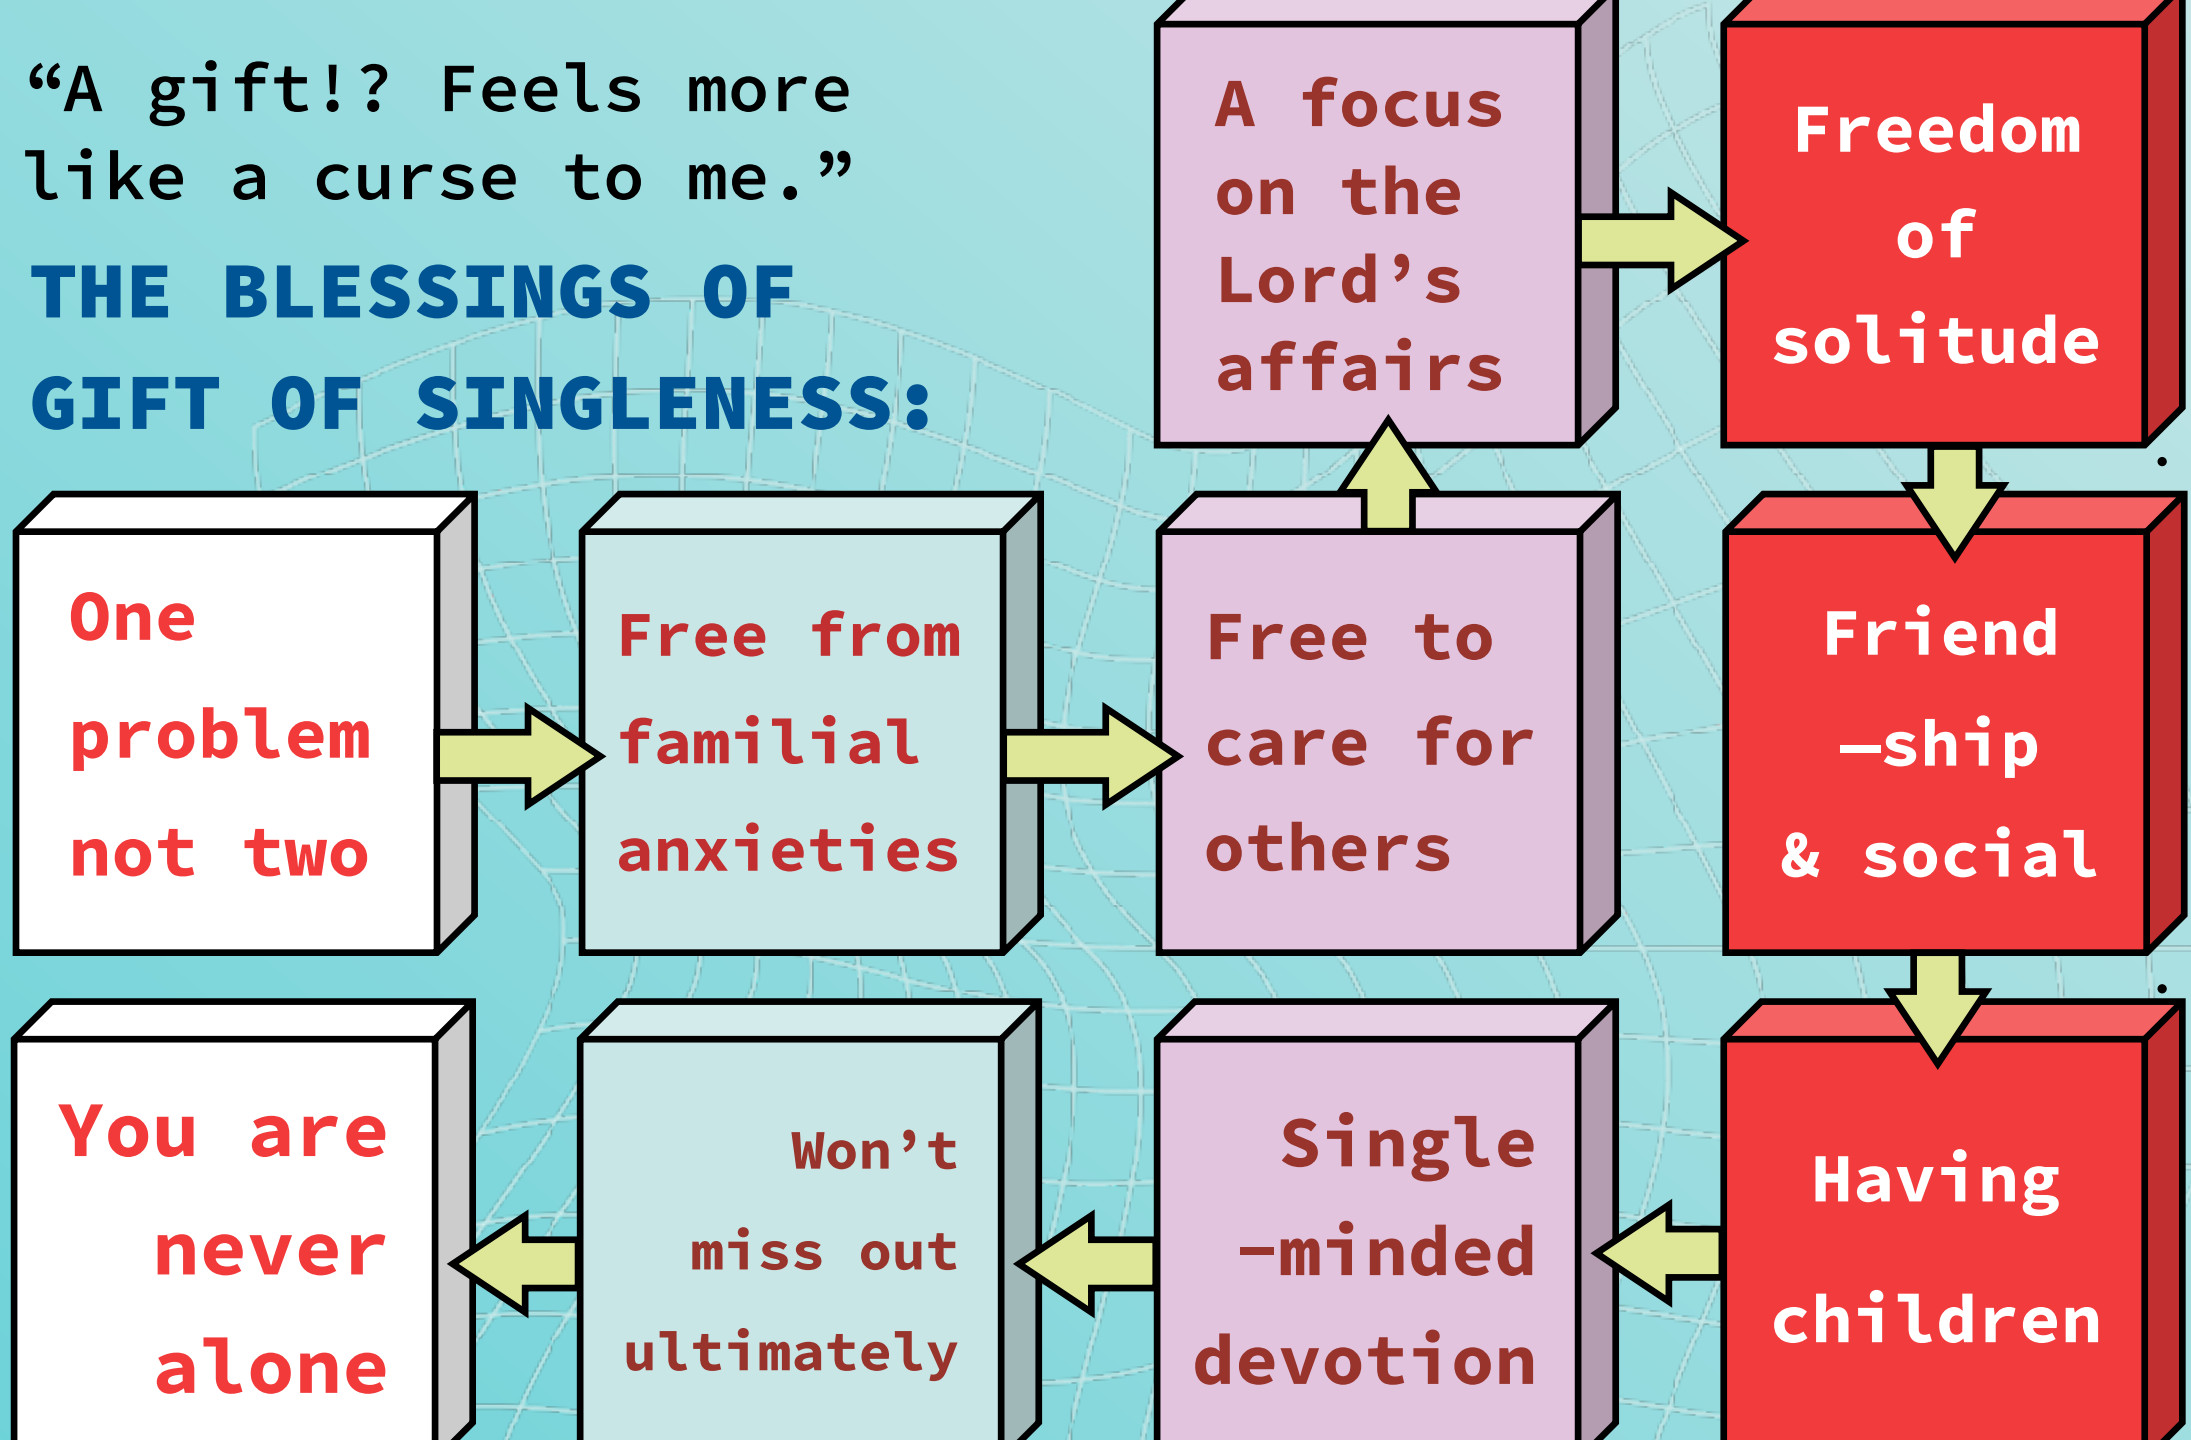 “A gift!? Feels more
like a curse to me.”
THE BLESSINGS OF
GIFT OF SINGLENESS:
One
problem
not two
Free from
familial
anxieties
Free to
care for
others
A focus
on the
Lord’s
affairs
Freedom
of
solitude
Friend
–ship
& social
Having
children
Single
–minded
devotion
Won’t
miss out
ultimately
You are
never
alone